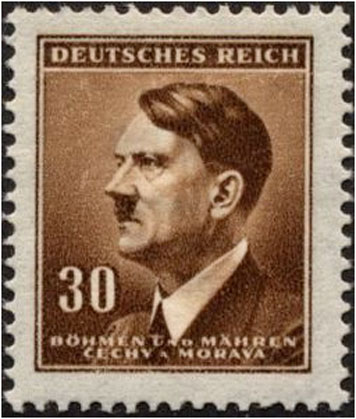 DEUTSCHES REICH
30
BÖHMEN UND MÄHREN
ČECHY A MORAVA